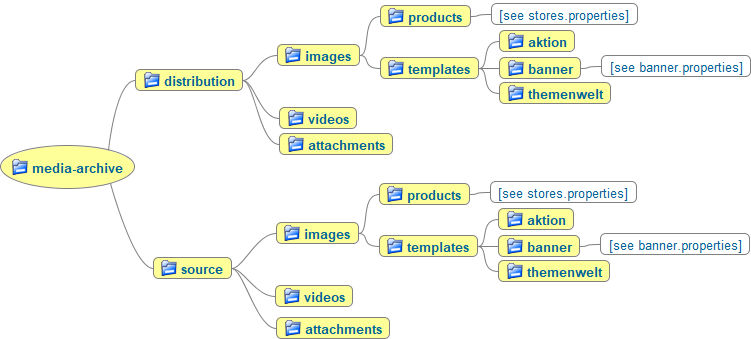 media-archive
distribution
images
products
[see stores.properties]
templates
aktion
banner
[see banner.properties]
themenwelt
videos
attachments
source
images
products
[see stores.properties]
templates
aktion
banner
[see banner.properties]
themenwelt
videos
attachments